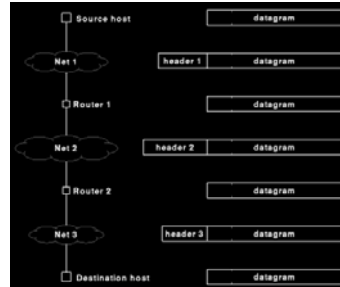 Source host datagram
Net 1 header 1 datagram
Router 1 datagram
Net 2 header 2 datagram
Router 2 datagram
Net 3 header 3 datagram
Destination host datagram